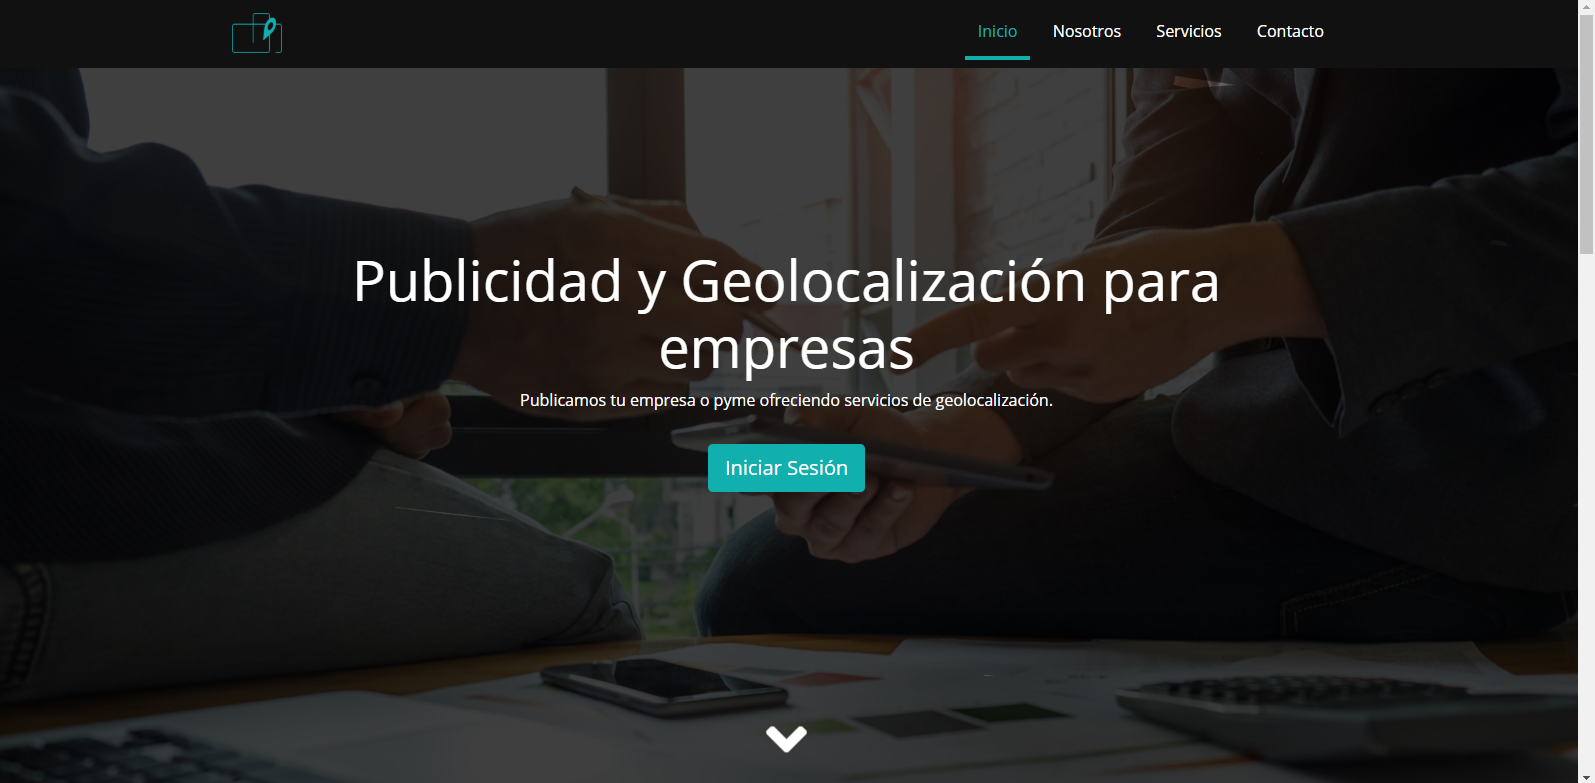 Inicio Nosotros Servicios Contacto
Publicidad y Geolocalización para
empresas
Publicamos tu empresa o pyme ofreciendo servicios de geolocalización.
Iniciar Sesión